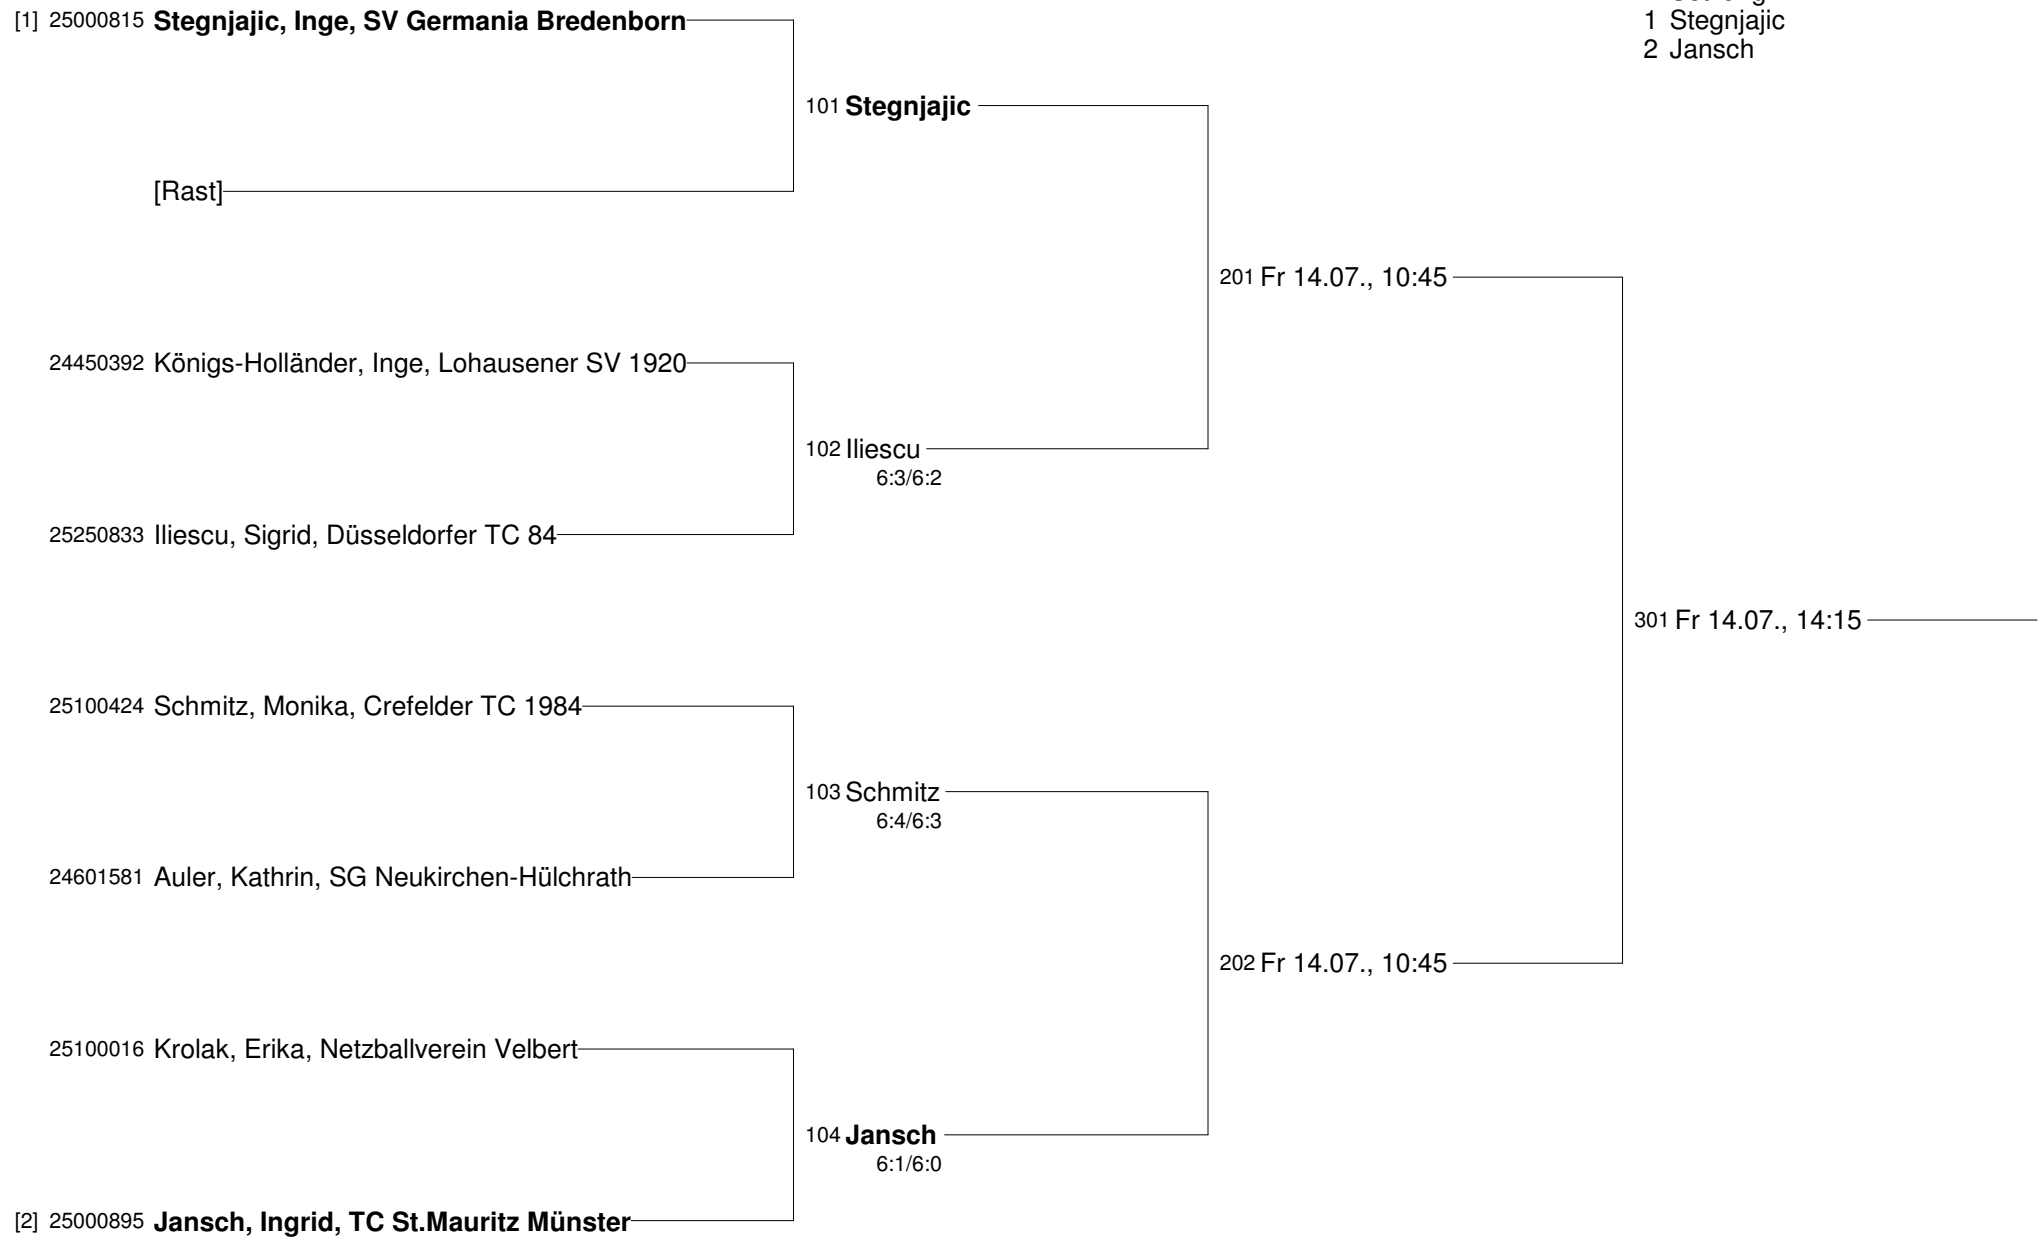 [1] 25000815 Stegnjajic, Inge, SV Germania Bredenborn
1 Stegnjajic
2 Jansch
101 Stegnjajic
[Rast]
201 Fr 14.07., 10:45
24450392 Königs-Holländer, Inge, Lohausener SV 1920
102 Iliescu
6:3/6:2
25250833 Iliescu, Sigrid, Düsseldorfer TC 84
301 Fr 14.07., 14:15
25100424 Schmitz, Monika, Crefelder TC 1984
103 Schmitz
6:4/6:3
24601581 Auler, Kathrin, SG Neukirchen-Hülchrath
202 Fr 14.07., 10:45
25100016 Krolak, Erika, Netzballverein Velbert
104 Jansch
6:1/6:0
[2] 25000895 Jansch, Ingrid, TC St.Mauritz Münster